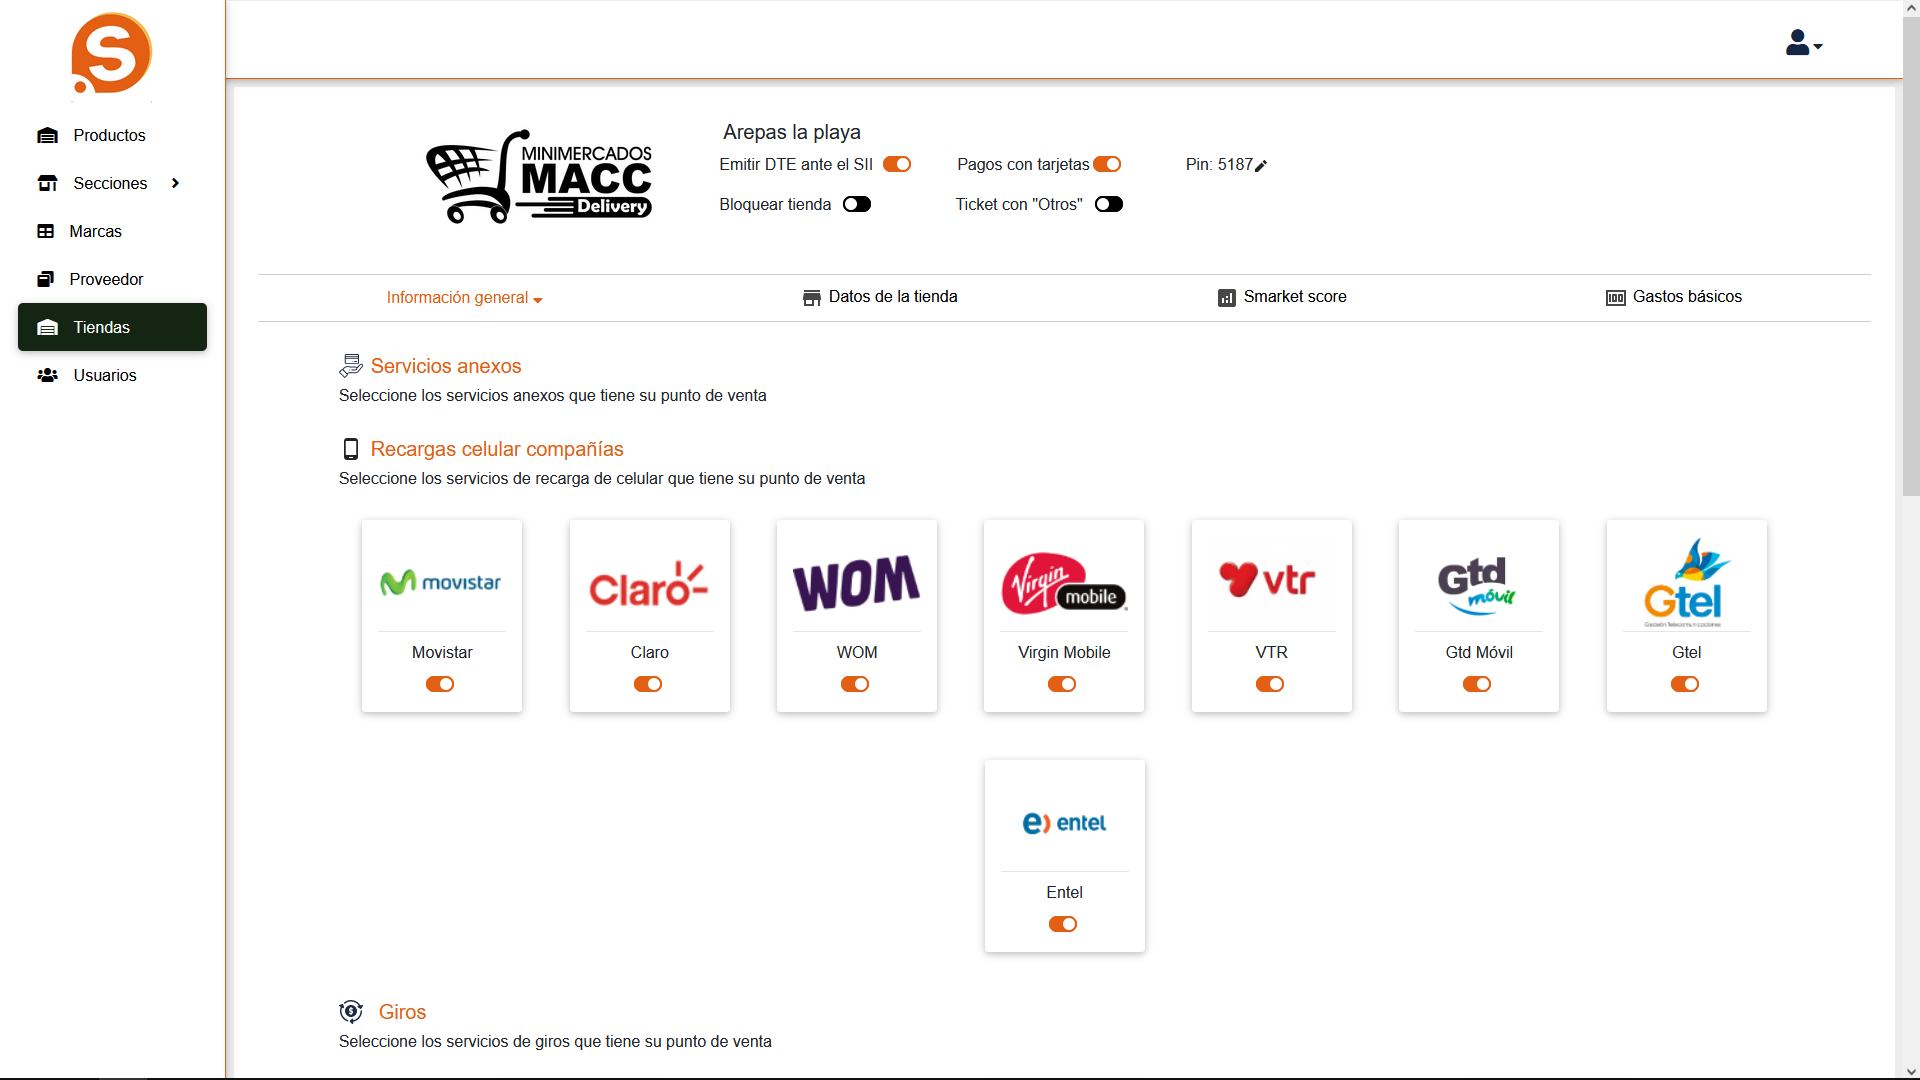 S
Productos
Secciones
Marcas
Proveedor
Tiendas
Usuarios
MINIMERCADOS
MACC
Delivery
Arepas la playa
Emitir DTE ante el SII
Pagos con tarjetas
Pin: 5187
Bloquear tienda
Ticket con "Otros"
Información general
Datos de la tienda
Smarket score
Gastos básicos
Servicios anexos
Seleccione los servicios anexos que tiene su punto de venta
Recargas celular compañías
Seleccione los servicios de recarga de celular que tiene su punto de venta
movistar
Claro
WOM
Virgin mobile
vtr
Gtd móvil
Gtel
Movistar
Claro
WOM
Virgin Mobile
VTR
Gtd Móvil
Gtel
e) entel
Entel
Giros
Seleccione los servicios de giros que tiene su punto de venta